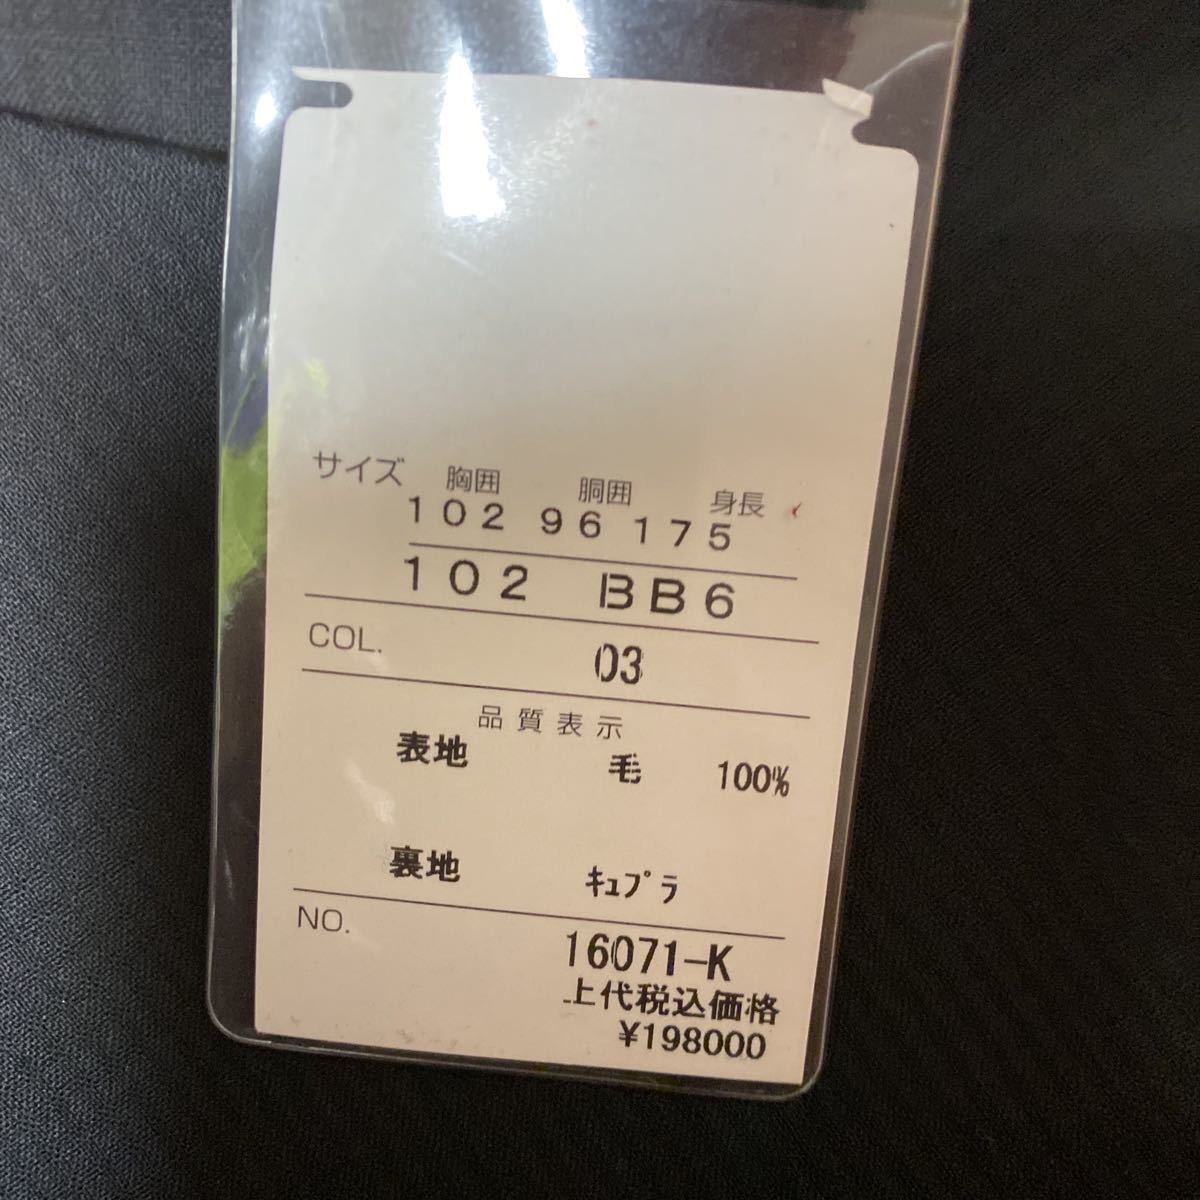 サイズ 胸囲 胴囲 身長
102 96 175
102 BB6
COL. 03
品質表示
表地 毛 100%
裏地 ｷｭﾌﾟﾗ
NO.
16071-K
上代税込価格
¥198000